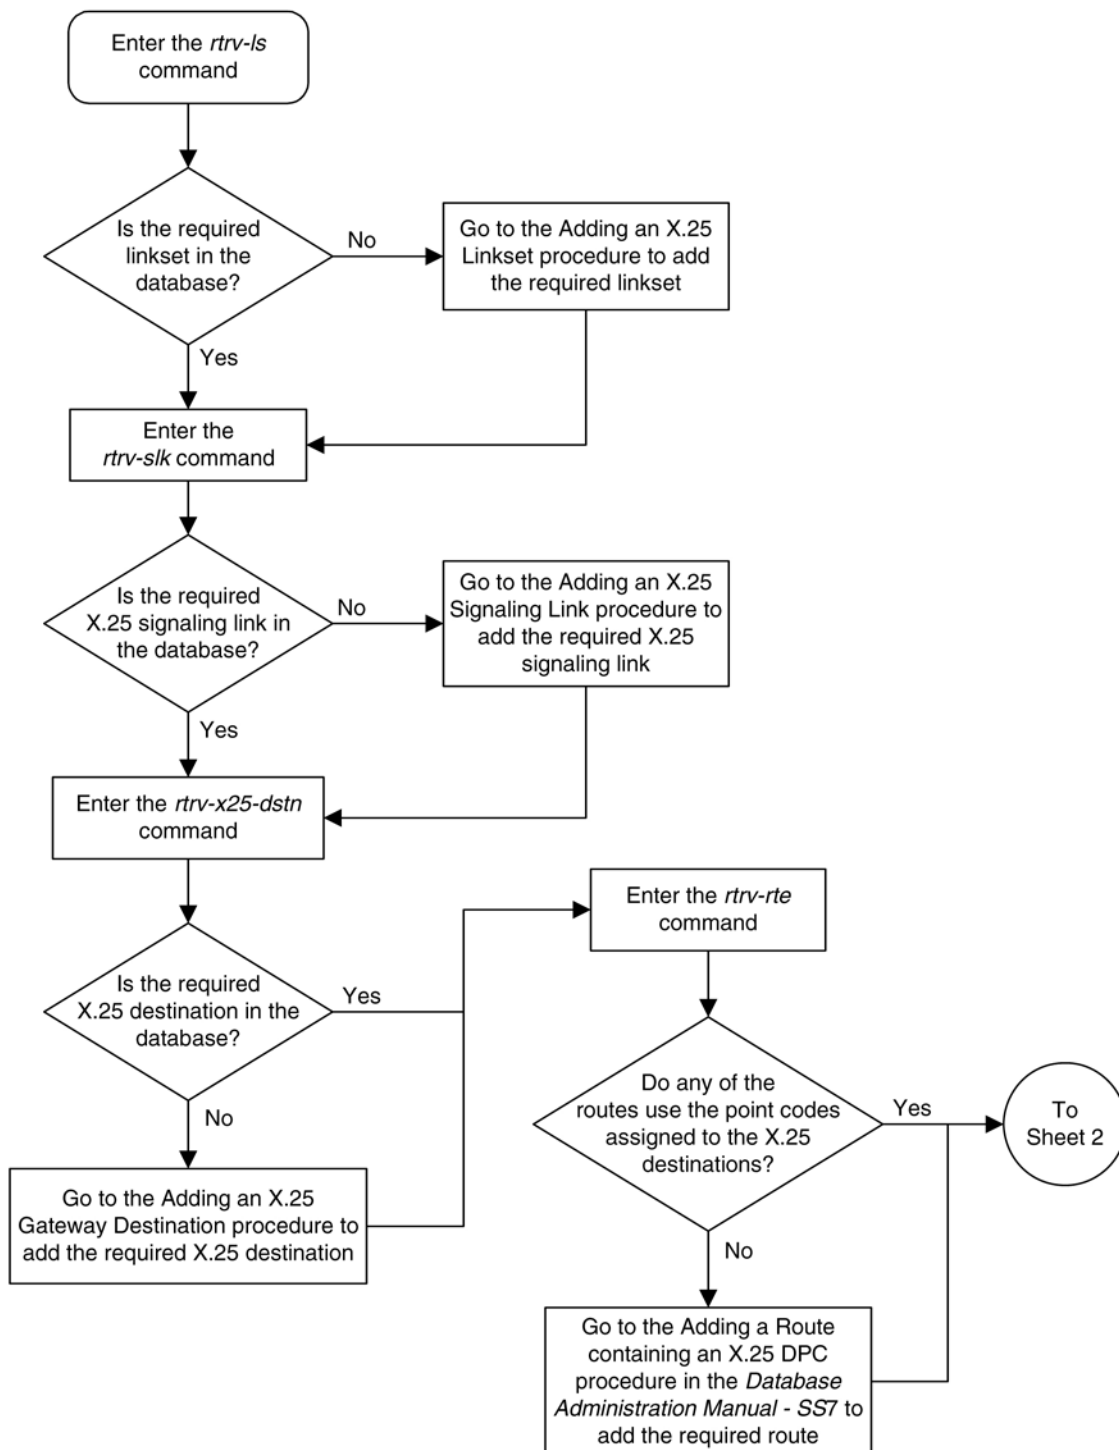 Enter the rtrv-ls
command
Is the required
linkset in the
database?
No
Go to the Adding an X.25
Linkset procedure to add
the required linkset
Yes
Enter the
rtrv-slk command
Is the required
X.25 signaling link in
the database?
No
Go to the Adding an X.25
Signaling Link procedure to
add the required X.25
signaling link
Yes
Enter the rtrv-x25-dstn
command
Is the required
X.25 destination in the
database?
Yes
No
Go to the Adding an X.25
Gateway Destination procedure to
add the required X.25 destination
Enter the rtrv-rte
command
Do any of the
routes use the point codes
assigned to the X.25
destinations?
Yes
To
Sheet 2
No
Go to the Adding a Route
containing an X.25 DPC
procedure in the Database
Administration Manual - SS7 to
add the required route